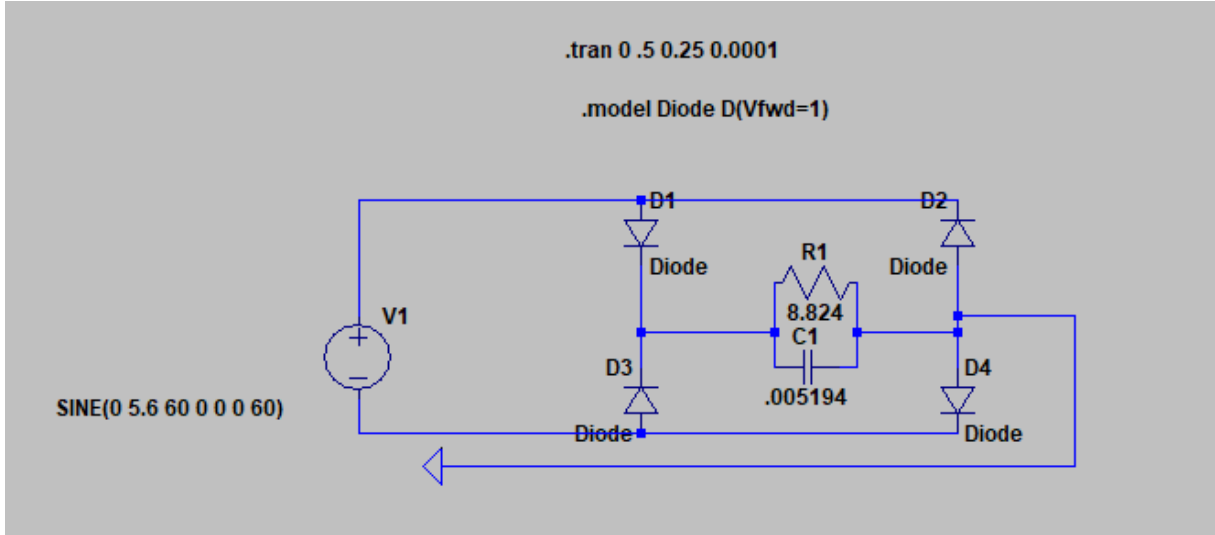 .tran 0 .5 0.25 0.0001
.model Diode D(Vfwd=1)
D1
D2
Diode
R1
Diode
8.824
V1
C1
D3
D4
.005194
SINE(0 5.6 60 0 0 0 60)
Diode
Diode